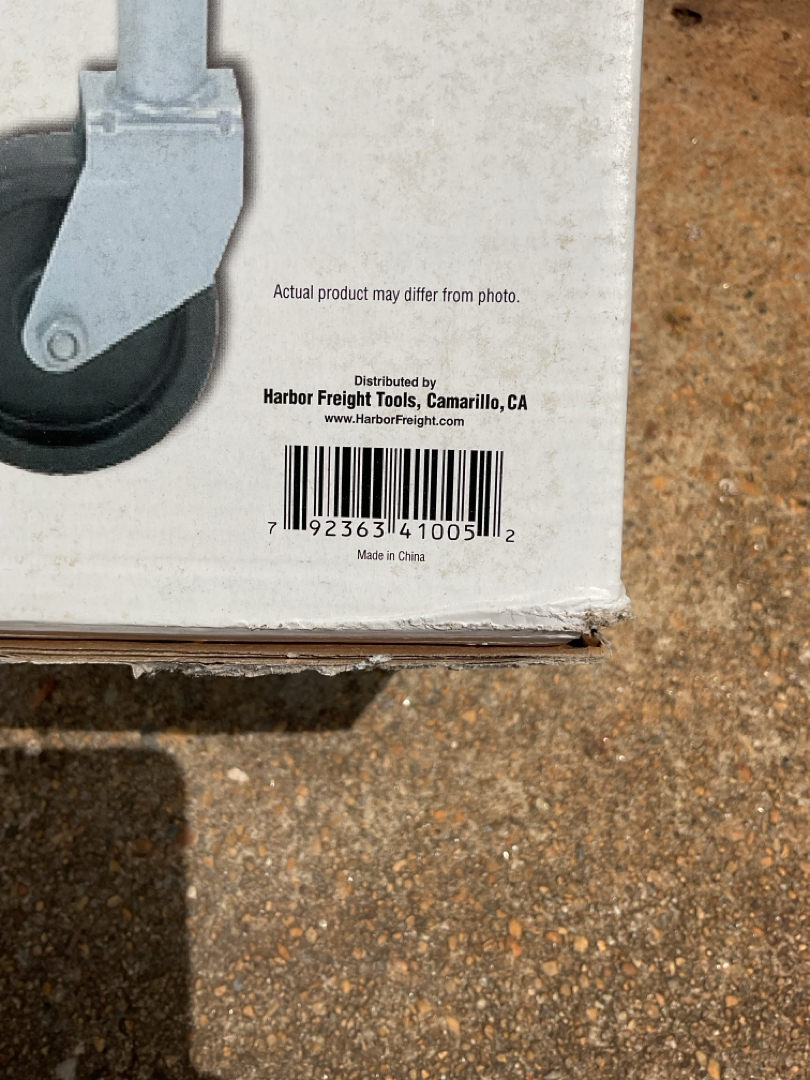 Actual product may differ from photo.
Distributed by
Harbor Freight Tools, Camarillo, CA
www.HarborFreight.com
7 92363 41005 2
Made in China